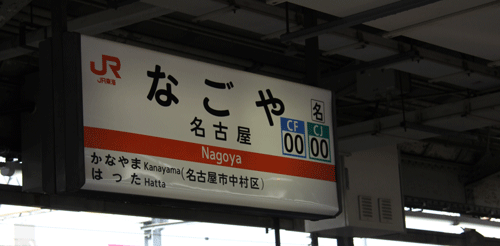 JR
JR東海
なごや
名
名古屋
CF
00
CJ
00
Nagoya
かなやま Kanayama
はった Hatta
(名古屋市中村区)